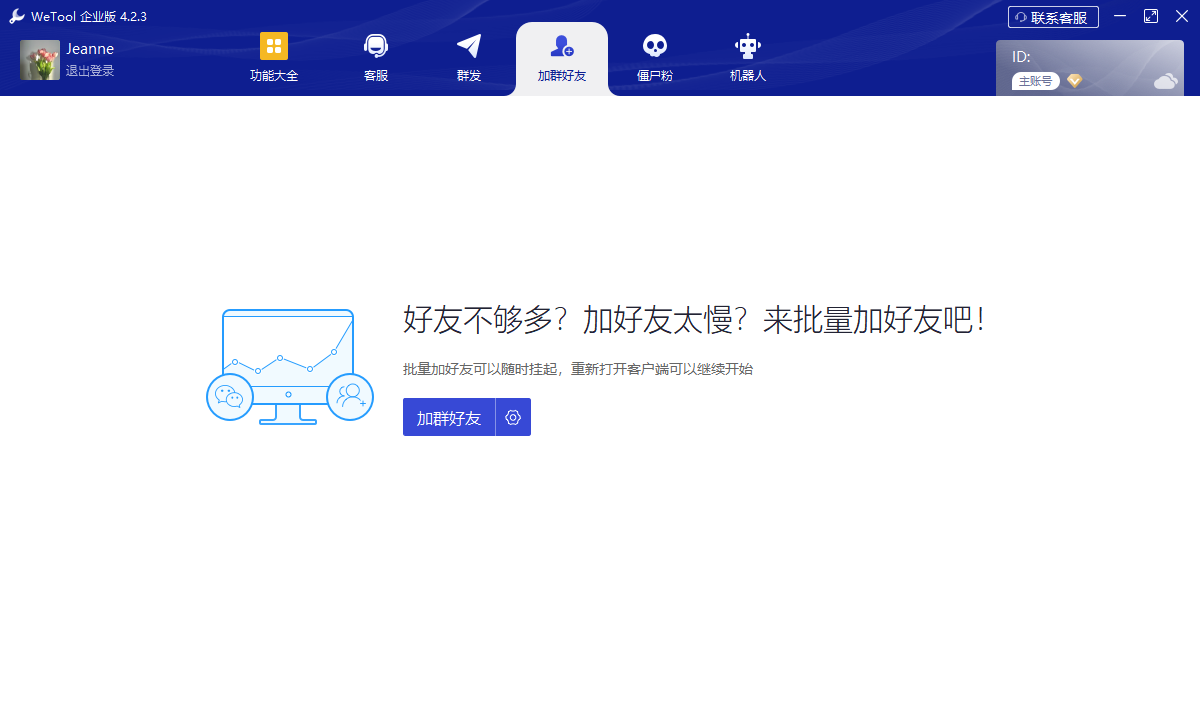 WeTool 企业版 4.2.3
联系客服
Jeanne
退出登录
功能大全
客服
群发
加群好友
僵尸粉
机器人
ID:
主账号
好友不够多？加好友太慢？来批量加好友吧！
批量加好友可以随时挂起，重新打开客户端可以继续开始
加群好友